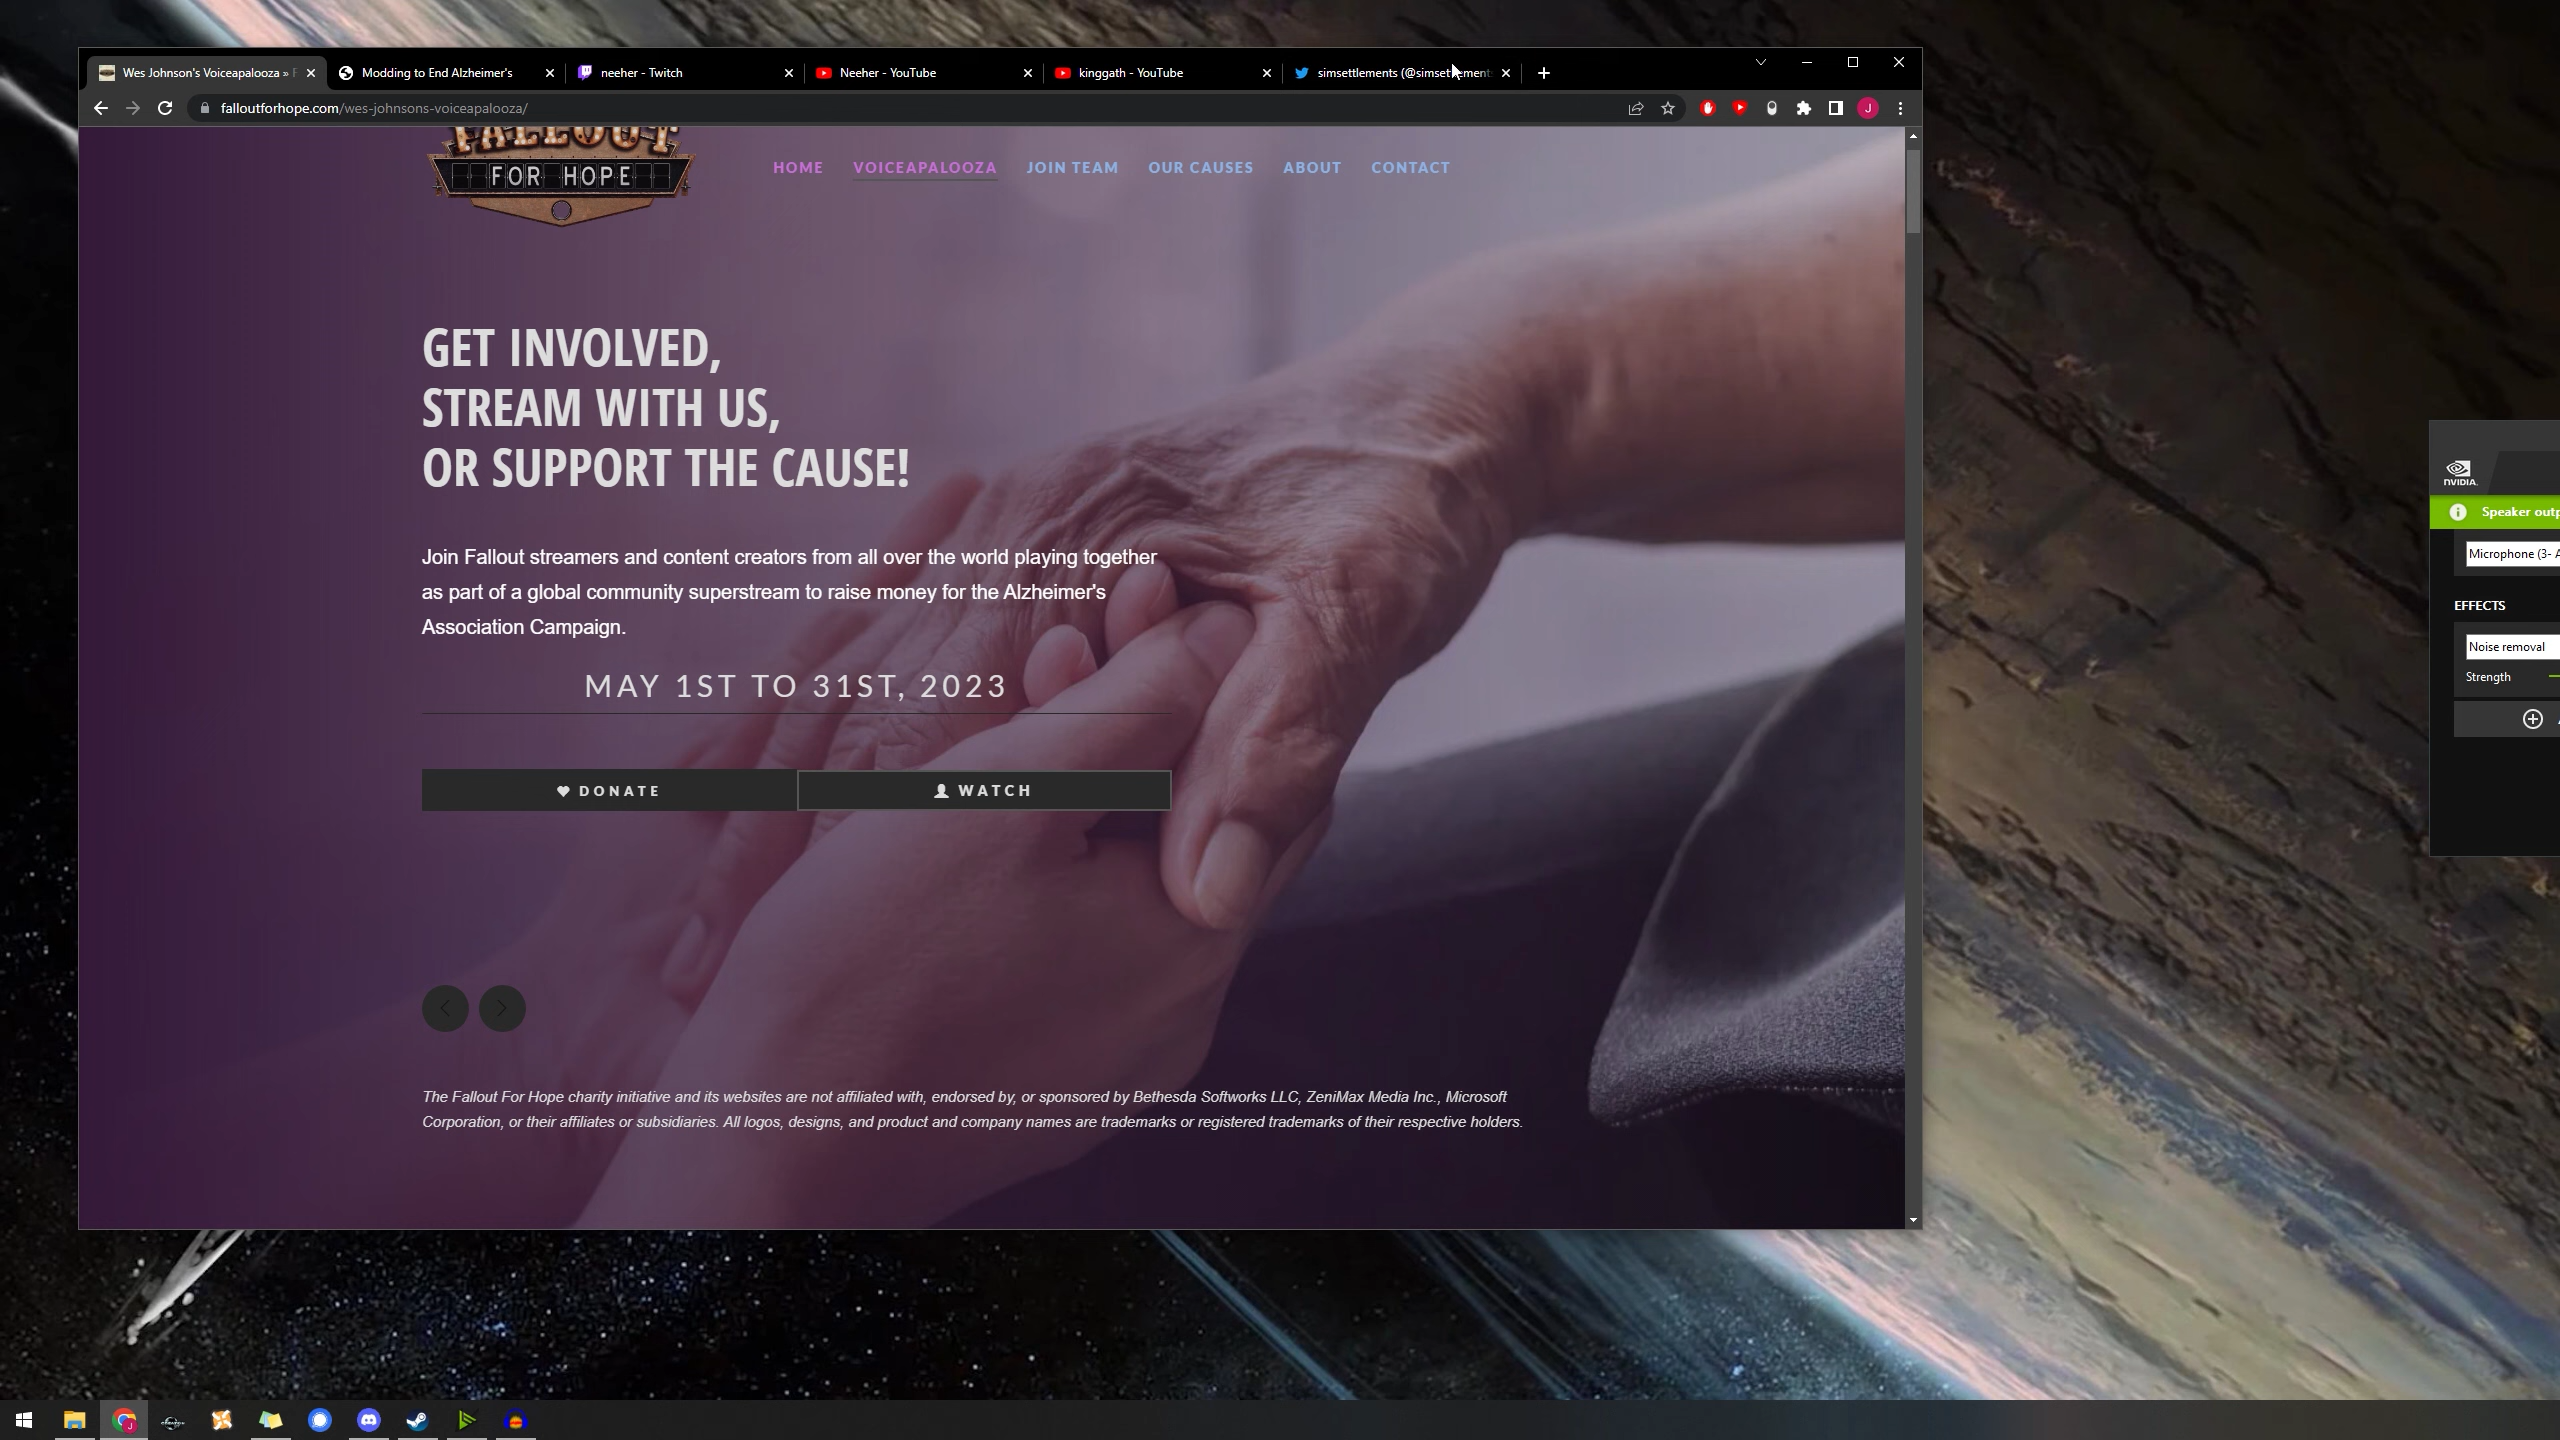 Wes Johnson's Voiceapalooza »
Modding to End Alzheimer's
neeher - Twitch
Neeher - YouTube
kinggath - YouTube
simsettlements
falloutforhope.com/wes-johnsons-voiceapalooza/
J
FALLOUT
FOR HOPE
HOME
VOICEAPALOOZA
JOIN TEAM
OUR CAUSES
ABOUT
CONTACT
GET INVOLVED,
STREAM WITH US,
OR SUPPORT THE CAUSE!
Join Fallout streamers and content creators from all over the world playing together
as part of a global community superstream to raise money for the Alzheimer's
Association Campaign.
MAY 1ST TO 31ST, 2023
DONATE
WATCH
The Fallout For Hope charity initiative and its websites are not affiliated with, endorsed by, or sponsored by Bethesda Softworks LLC, ZeniMax Media Inc., Microsoft
Corporation, or their affiliates or subsidiaries. All logos, designs, and product and company names are trademarks or registered trademarks of their respective holders.
NVIDIA.
Speaker
Microphone (3-
EFFECTS
Noise removal
Strength